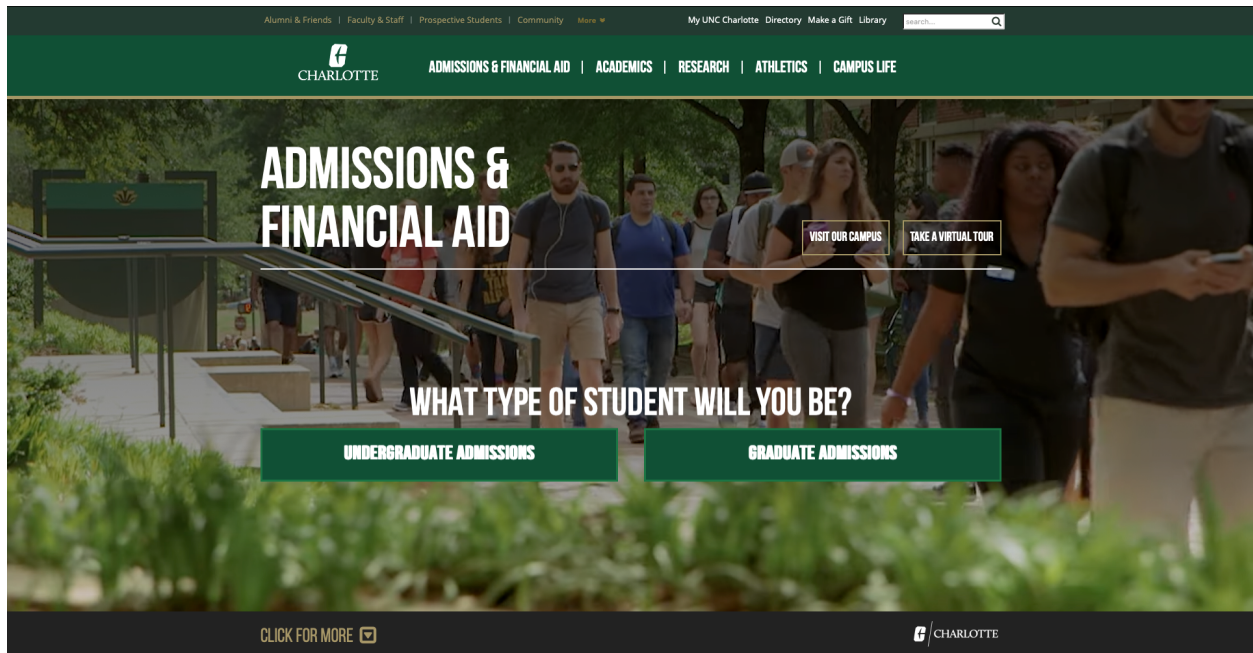 Alumni & Friends | Faculty & Staff | Prospective Students | Community More
My UNC Charlotte Directory Make a Gift Library search...
CHARLOTTE
ADMISSIONS & FINANCIAL AID | ACADEMICS | RESEARCH | ATHLETICS | CAMPUS LIFE
ADMISSIONS &
FINANCIAL AID
VISIT OUR CAMPUS
TAKE A VIRTUAL TOUR
WHAT TYPE OF STUDENT WILL YOU BE?
UNDERGRADUATE ADMISSIONS
GRADUATE ADMISSIONS
CLICK FOR MORE
CHARLOTTE